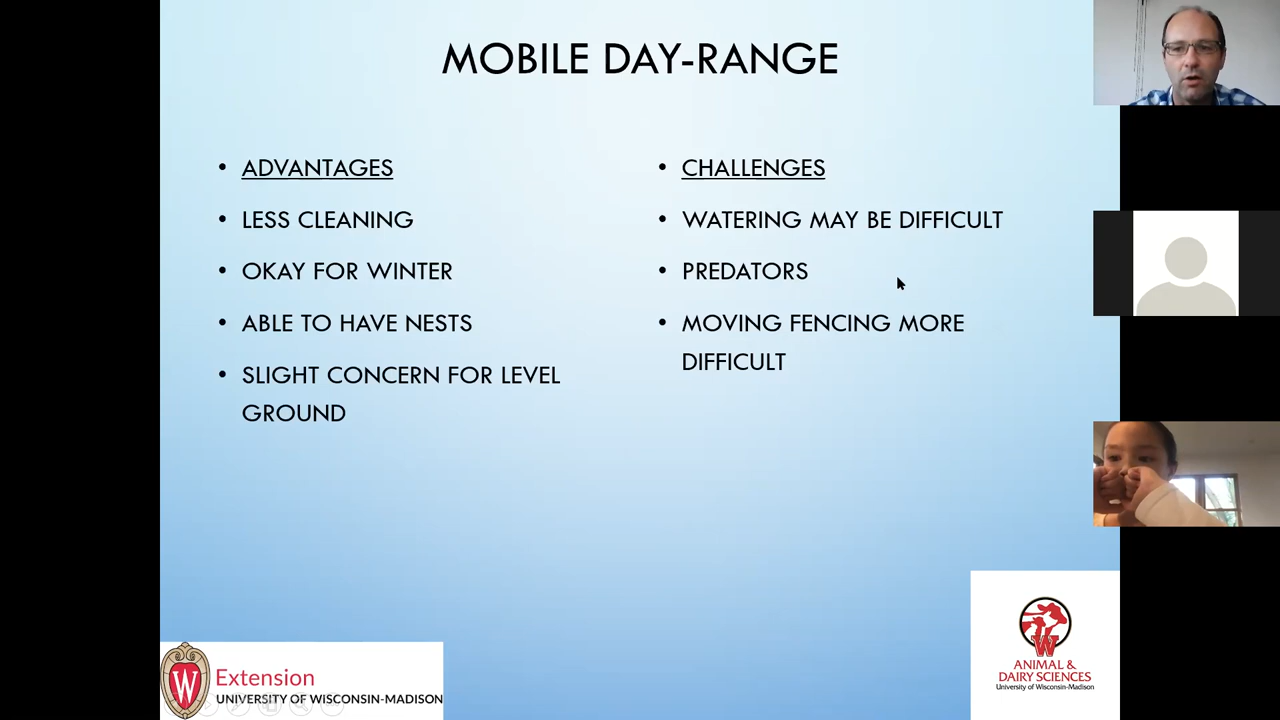 MOBILE DAY-RANGE
• ADVANTAGES
• LESS CLEANING
• OKAY FOR WINTER
• ABLE TO HAVE NESTS
• SLIGHT CONCERN FOR LEVEL
GROUND
• CHALLENGES
• WATERING MAY BE DIFFICULT
• PREDATORS
• MOVING FENCING MORE
DIFFICULT
W
Extension
UNIVERSITY OF WISCONSIN-MADISON
W
ANIMAL &
DAIRY SCIENCES
University of Wisconsin-Madison